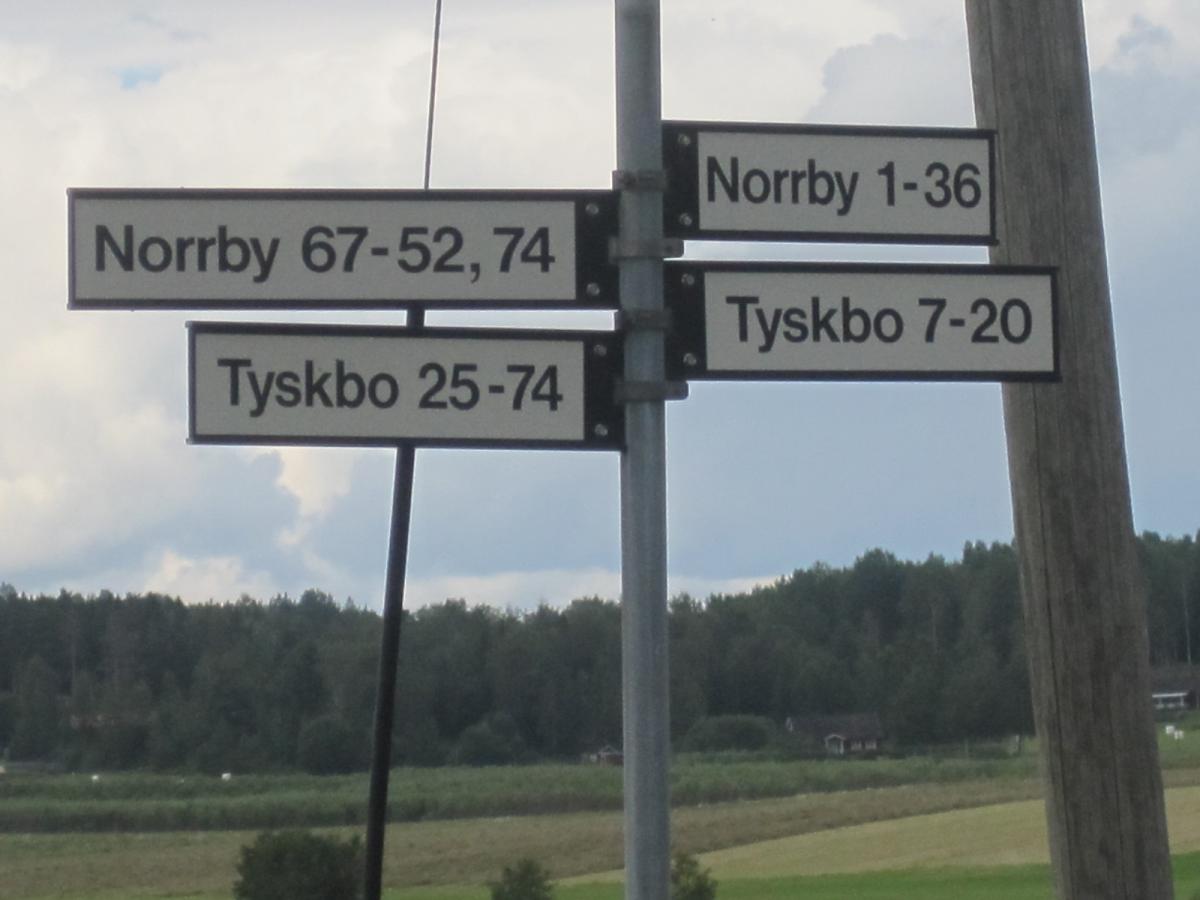 Norrby 67-52, 74
Tyskbo 25-74
Norrby 1-36
Tyskbo 7-20